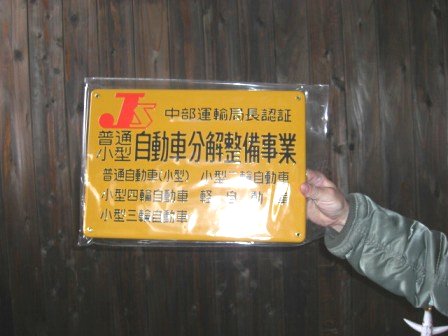 JS 中部運輸局長認証
普通
小型 自動車分解整備事業
普通自動車(小型) 小型二輪自動車
小型四輪自動車 軽自動車
小型三輪自動車